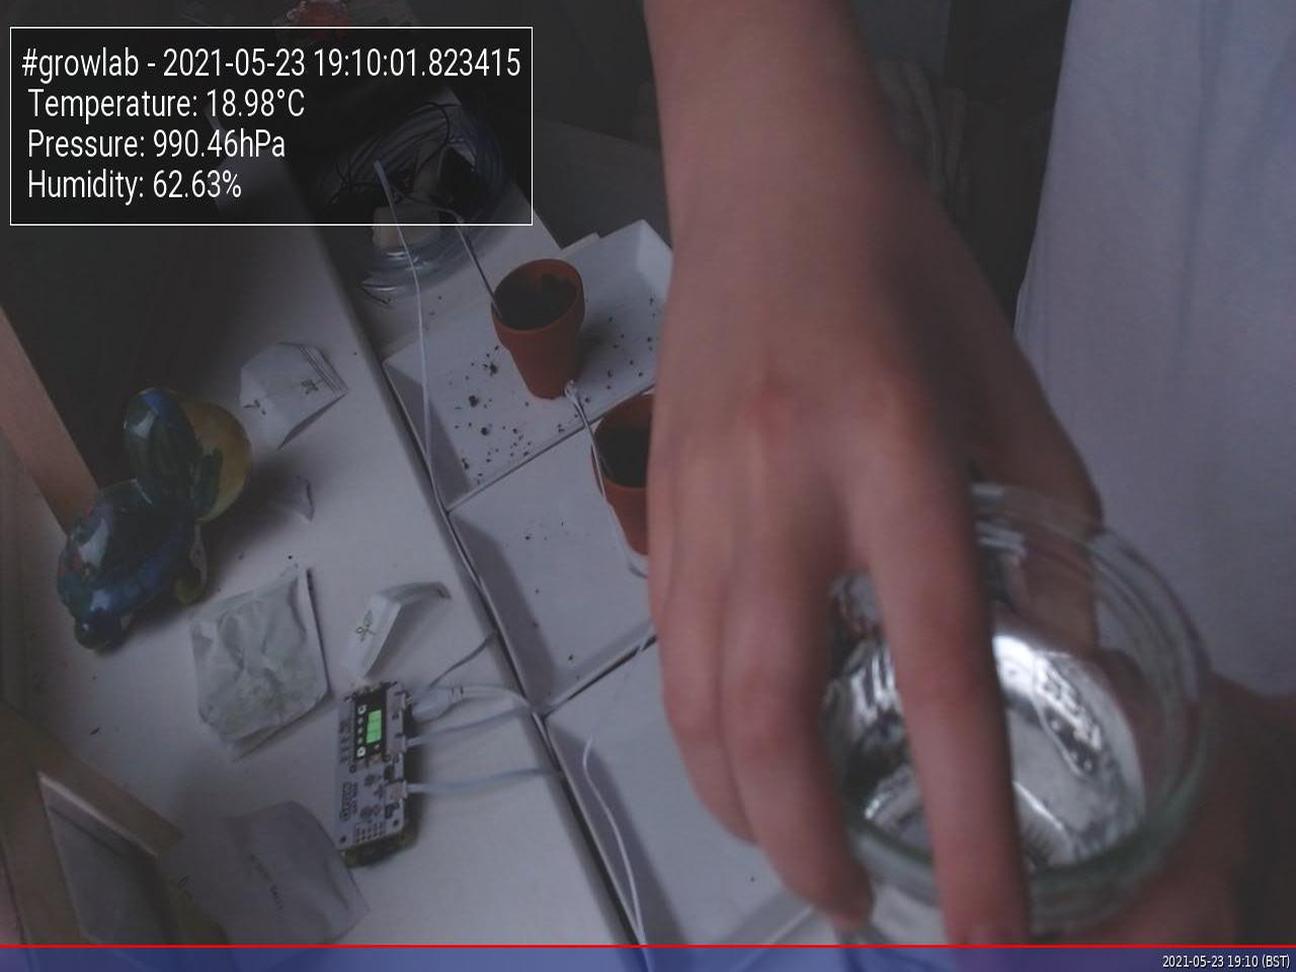 #growlab - 2021-05-23 19:10:01.823415
Temperature: 18.98°C
Pressure: 990.46hPa
Humidity: 62.63%
2021-05-23 19:10 (BST)